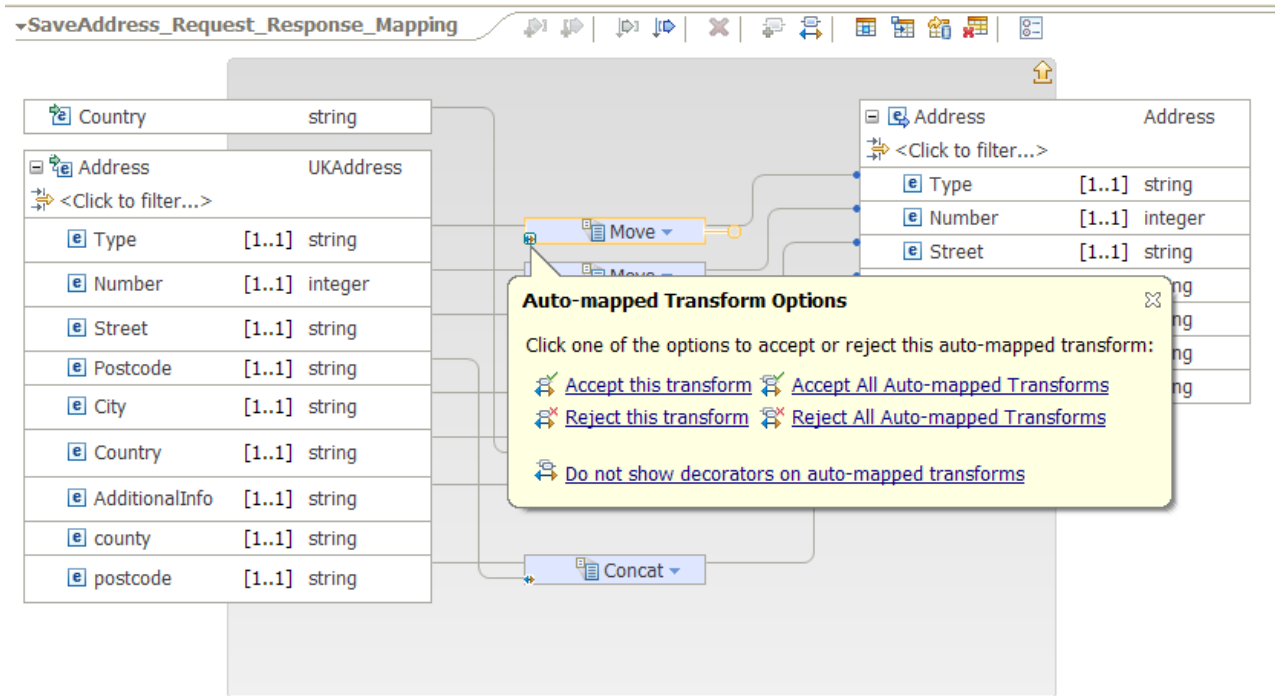 SaveAddress_Request_Response_Mapping
Country string
Address UKAddress
<Click to filter...>
Type [1..1] string
Number [1..1] integer
Street [1..1] string
Postcode [1..1] string
City [1..1] string
Country [1..1] string
AdditionalInfo [1..1] string
county [1..1] string
postcode [1..1] string
Move
Move
Concat
Auto-mapped Transform Options
Click one of the options to accept or reject this auto-mapped transform:
Accept this transform Accept All Auto-mapped Transforms
Reject this transform Reject All Auto-mapped Transforms
Do not show decorators on auto-mapped transforms
Address Address
<Click to filter...>
Type [1..1] string
Number [1..1] integer
Street [1..1] string
ng
ng
ng
ng